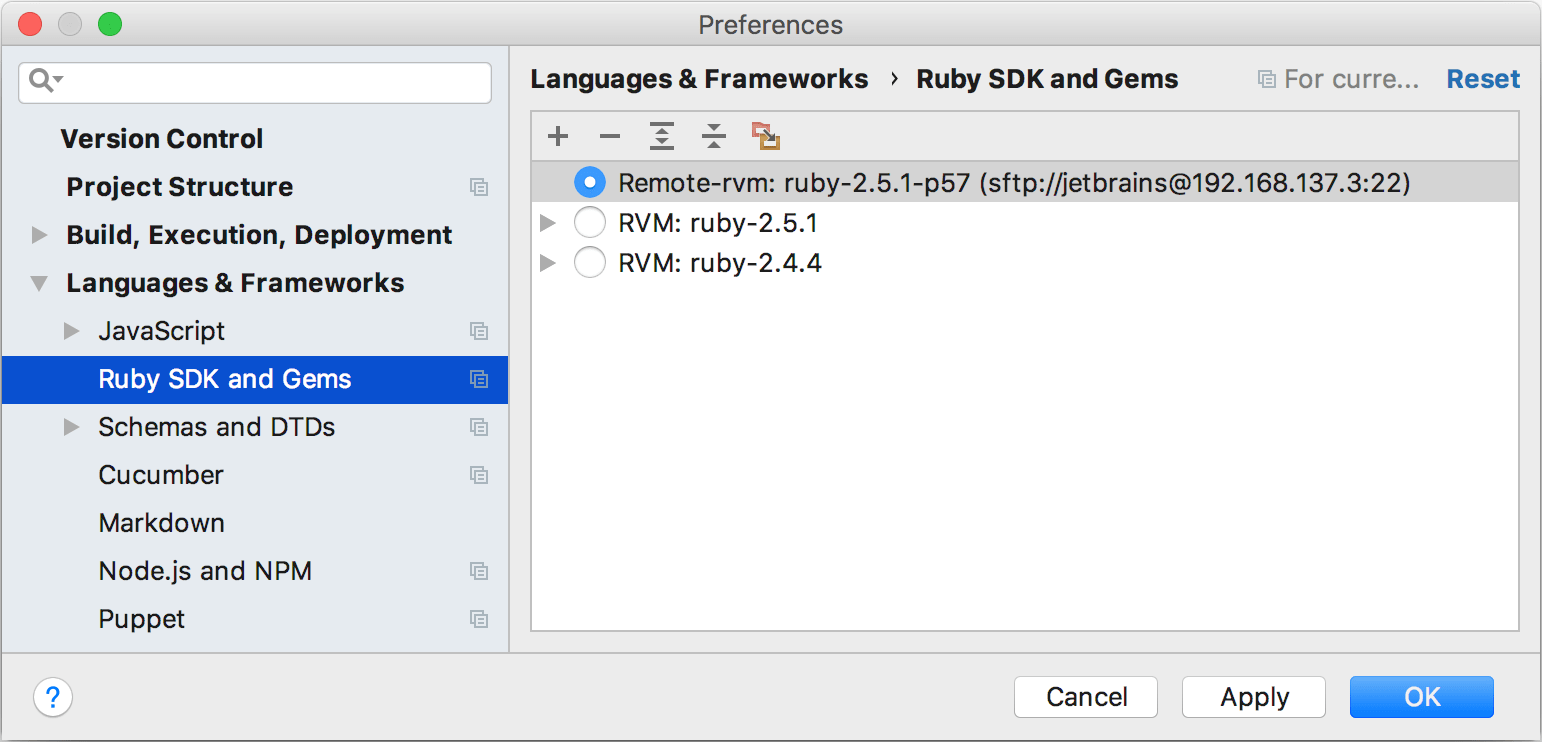 Preferences
Languages & Frameworks › Ruby SDK and Gems
For curre...
Reset
Version Control
Project Structure
Build, Execution, Deployment
Languages & Frameworks
JavaScript
Ruby SDK and Gems
Schemas and DTDs
Cucumber
Markdown
Node.js and NPM
Puppet
Remote-rvm: ruby-2.5.1-p57 (sftp://jetbrains@192.168.137.3:22)
RVM: ruby-2.5.1
RVM: ruby-2.4.4
?
Cancel
Apply
OK